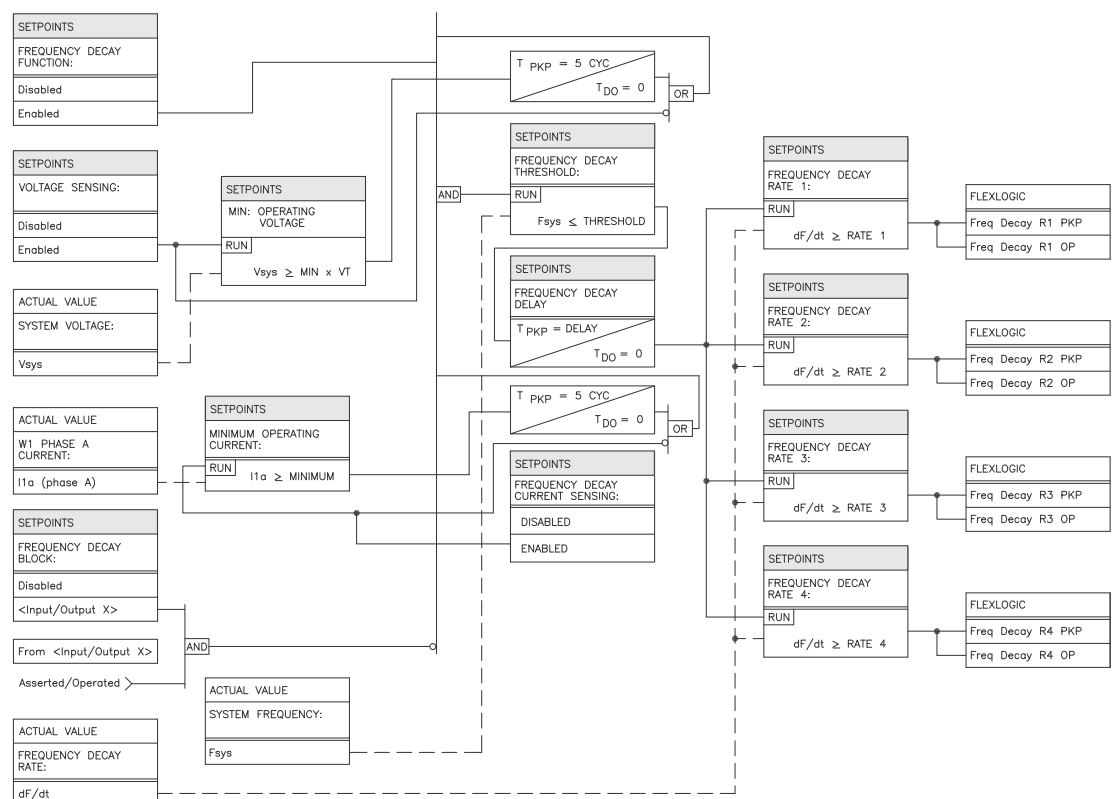 SETPOINTS
FREQUENCY DECAY
FUNCTION:
Disabled
Enabled
SETPOINTS
VOLTAGE SENSING:
Disabled
Enabled
SETPOINTS
MIN: OPERATING
VOLTAGE
RUN
Vsys ≥ MIN x VT
ACTUAL VALUE
SYSTEM VOLTAGE:
Vsys
ACTUAL VALUE
W1 PHASE A
CURRENT:
I1a (phase A)
SETPOINTS
MINIMUM OPERATING
CURRENT:
RUN
I1a ≥ MINIMUM
SETPOINTS
FREQUENCY DECAY
BLOCK:
Disabled
<Input/Output X>
From <Input/Output X>
Asserted/Operated
AND
ACTUAL VALUE
SYSTEM FREQUENCY:
Fsys
ACTUAL VALUE
FREQUENCY DECAY
RATE:
dF/dt
AND
T PKP = 5 CYC
TDO = 0
OR
SETPOINTS
FREQUENCY DECAY
THRESHOLD:
RUN
Fsys ≤ THRESHOLD
SETPOINTS
FREQUENCY DECAY
DELAY
T PKP = DELAY
TDO = 0
T PKP = 5 CYC
TDO = 0
OR
SETPOINTS
FREQUENCY DECAY
CURRENT SENSING:
DISABLED
ENABLED
SETPOINTS
FREQUENCY DECAY
RATE 1:
RUN
dF/dt ≥ RATE 1
FLEXLOGIC
Freq Decay R1 PKP
Freq Decay R1 OP
SETPOINTS
FREQUENCY DECAY
RATE 2:
RUN
dF/dt ≥ RATE 2
FLEXLOGIC
Freq Decay R2 PKP
Freq Decay R2 OP
SETPOINTS
FREQUENCY DECAY
RATE 3:
RUN
dF/dt ≥ RATE 3
FLEXLOGIC
Freq Decay R3 PKP
Freq Decay R3 OP
SETPOINTS
FREQUENCY DECAY
RATE 4:
RUN
dF/dt ≥ RATE 4
FLEXLOGIC
Freq Decay R4 PKP
Freq Decay R4 OP